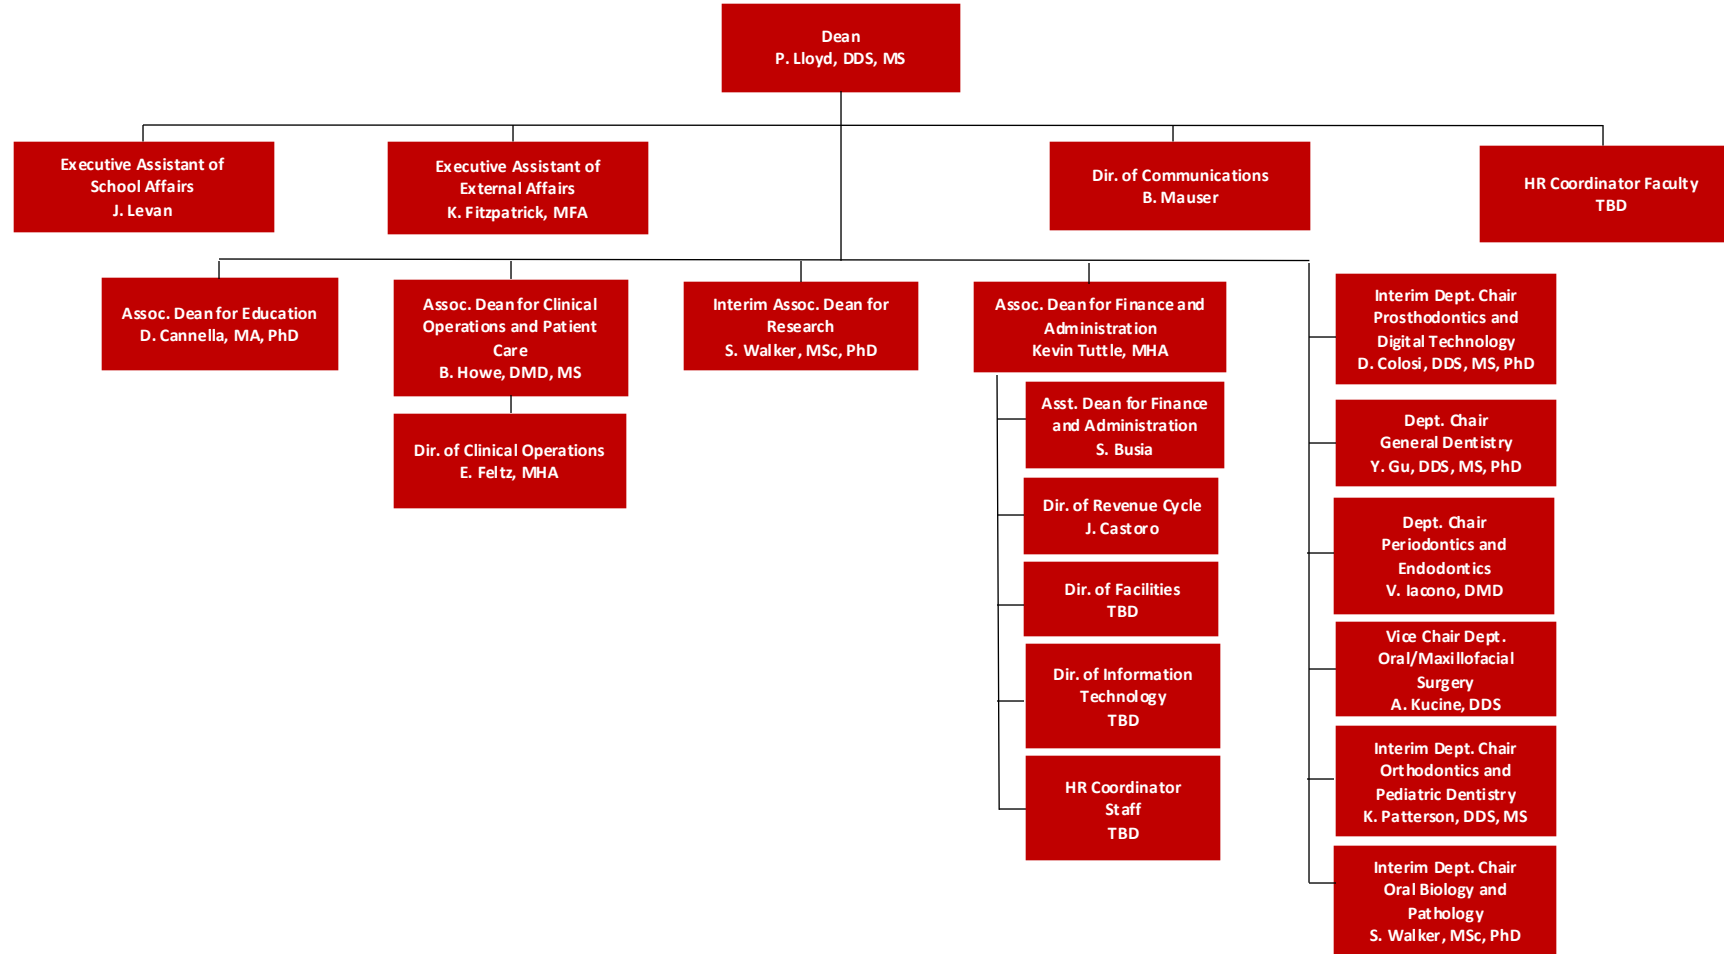 Dean
P. Lloyd, DDS, MS
Executive Assistant of
School Affairs
J. Levan
Executive Assistant of
External Affairs
K. Fitzpatrick, MFA
Dir. of Communications
B. Mauser
HR Coordinator Faculty
TBD
Assoc. Dean for Education
D. Cannella, MA, PhD
Assoc. Dean for Clinical
Operations and Patient
Care
B. Howe, DMD, MS
Dir. of Clinical Operations
E. Feltz, MHA
Interim Assoc. Dean for
Research
S. Walker, MSc, PhD
Assoc. Dean for Finance and
Administration
Kevin Tuttle, MHA
Asst. Dean for Finance
and Administration
S. Busia
Dir. of Revenue Cycle
J. Castoro
Dir. of Facilities
TBD
Dir. of Information
Technology
TBD
HR Coordinator
Staff
TBD
Interim Dept. Chair
Prosthodontics and
Digital Technology
D. Colosi, DDS, MS, PhD
Dept. Chair
General Dentistry
Y. Gu, DDS, MS, PhD
Dept. Chair
Periodontics and
Endodontics
V. Iacono, DMD
Vice Chair Dept.
Oral/Maxillofacial
Surgery
A. Kucine, DDS
Interim Dept. Chair
Orthodontics and
Pediatric Dentistry
K. Patterson, DDS, MS
Interim Dept. Chair
Oral Biology and
Pathology
S. Walker, MSc, PhD